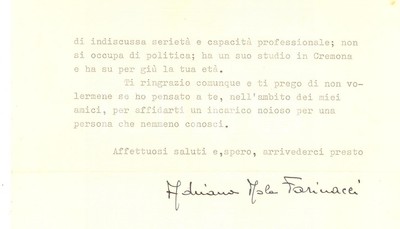 di indiscussa serietà e capacità professionale; non
si occupa di politica; ha un suo studio in Cremona
e ha su per giù la tua età.
Ti ringrazio comunque e ti prego di non vo-
lermene se ho pensato a te, nell'ambito dei miei
amici, per affidarti un incarico noioso per una
persona che nemmeno conosci.
Affettuosi saluti e,spero, arrivederci presto
Adriana Mola Farinacci